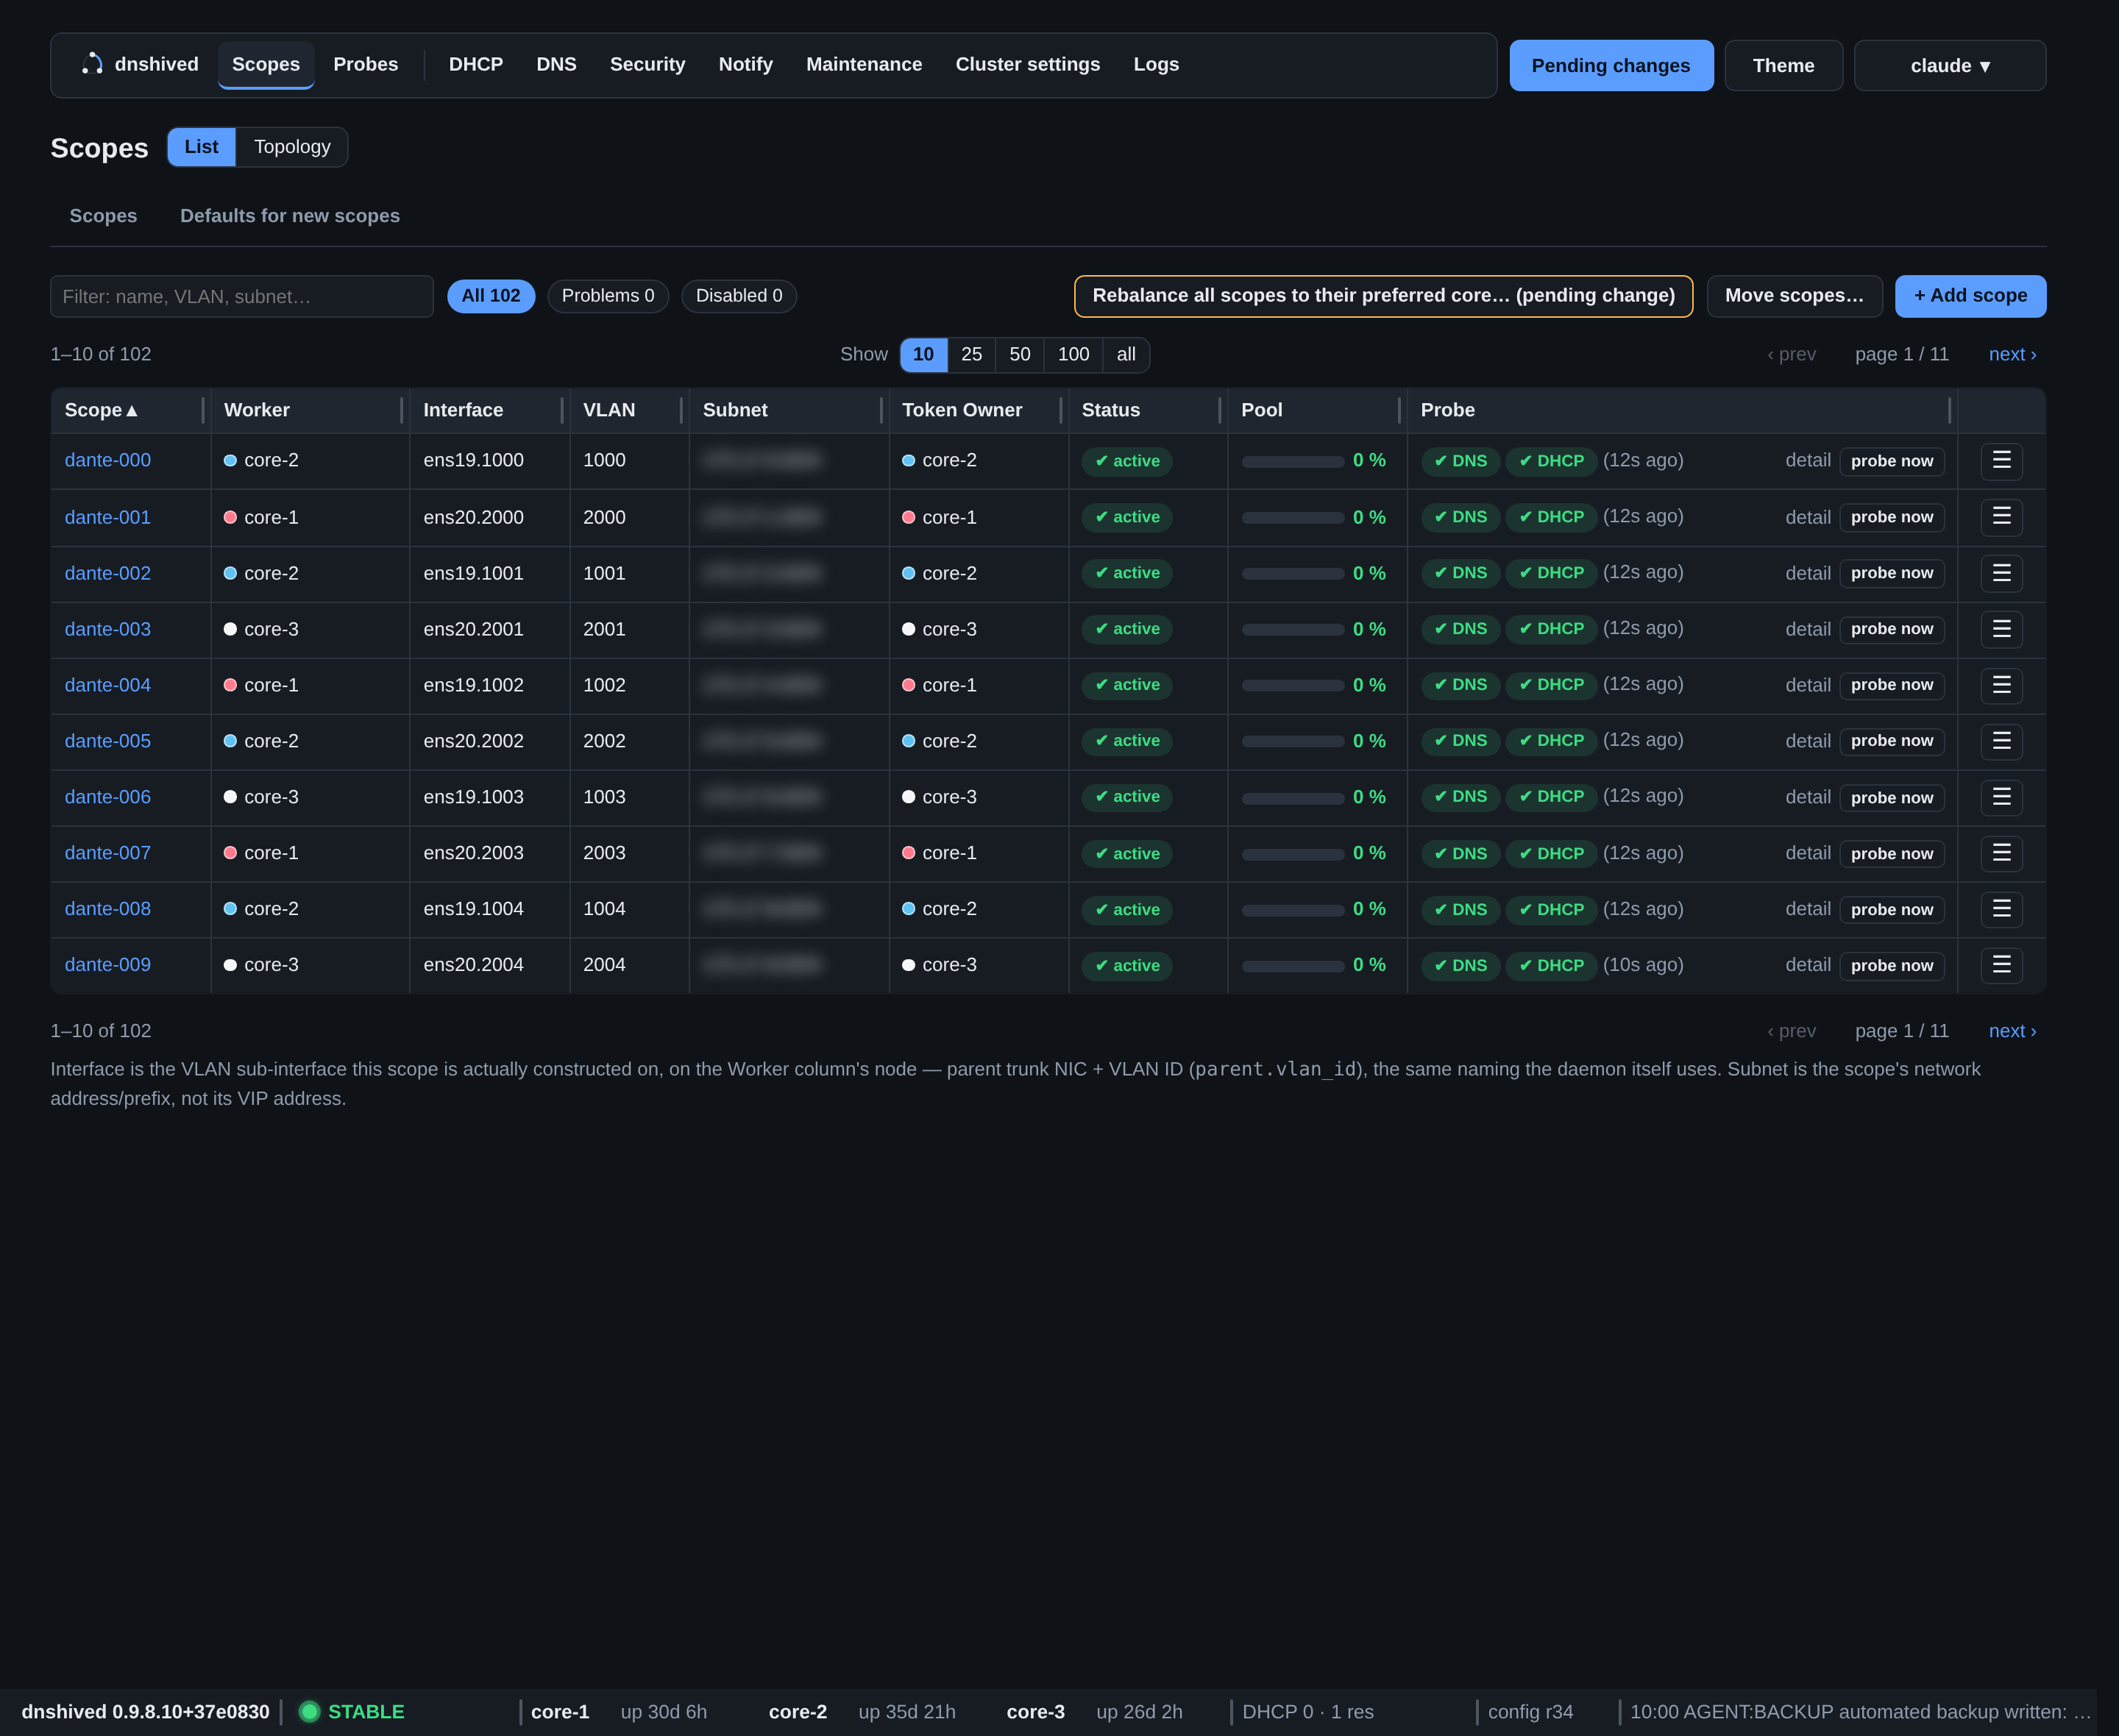 dnshived Scopes Probes DHCP DNS Security Notify Maintenance Cluster settings Logs Pending changes Theme claude ▾
Scopes List Topology
Scopes Defaults for new scopes
Filter: name, VLAN, subnet… All 102 Problems 0 Disabled 0 Rebalance all scopes to their preferred core… (pending change) Move scopes… + Add scope
1–10 of 102 Show 10 25 50 100 all ‹ prev page 1 / 11 next ›
Scope▲ Worker Interface VLAN Subnet Token Owner Status Pool Probe
dante-000 core-2 ens19.1000 1000 core-2 ✔ active 0 % ✔ DNS ✔ DHCP (12s ago) detail probe now ☰
dante-001 core-1 ens20.2000 2000 core-1 ✔ active 0 % ✔ DNS ✔ DHCP (12s ago) detail probe now ☰
dante-002 core-2 ens19.1001 1001 core-2 ✔ active 0 % ✔ DNS ✔ DHCP (12s ago) detail probe now ☰
dante-003 core-3 ens20.2001 2001 core-3 ✔ active 0 % ✔ DNS ✔ DHCP (12s ago) detail probe now ☰
dante-004 core-1 ens19.1002 1002 core-1 ✔ active 0 % ✔ DNS ✔ DHCP (12s ago) detail probe now ☰
dante-005 core-2 ens20.2002 2002 core-2 ✔ active 0 % ✔ DNS ✔ DHCP (12s ago) detail probe now ☰
dante-006 core-3 ens19.1003 1003 core-3 ✔ active 0 % ✔ DNS ✔ DHCP (12s ago) detail probe now ☰
dante-007 core-1 ens20.2003 2003 core-1 ✔ active 0 % ✔ DNS ✔ DHCP (12s ago) detail probe now ☰
dante-008 core-2 ens19.1004 1004 core-2 ✔ active 0 % ✔ DNS ✔ DHCP (12s ago) detail probe now ☰
dante-009 core-3 ens20.2004 2004 core-3 ✔ active 0 % ✔ DNS ✔ DHCP (10s ago) detail probe now ☰
1–10 of 102 ‹ prev page 1 / 11 next ›
Interface is the VLAN sub-interface this scope is actually constructed on, on the Worker column's node — parent trunk NIC + VLAN ID (parent.vlan_id), the same naming the daemon itself uses. Subnet is the scope's network
address/prefix, not its VIP address.
dnshived 0.9.8.10+37e0830 STABLE core-1 up 30d 6h core-2 up 35d 21h core-3 up 26d 2h DHCP 0 · 1 res config r34 10:00 AGENT:BACKUP automated backup written: …